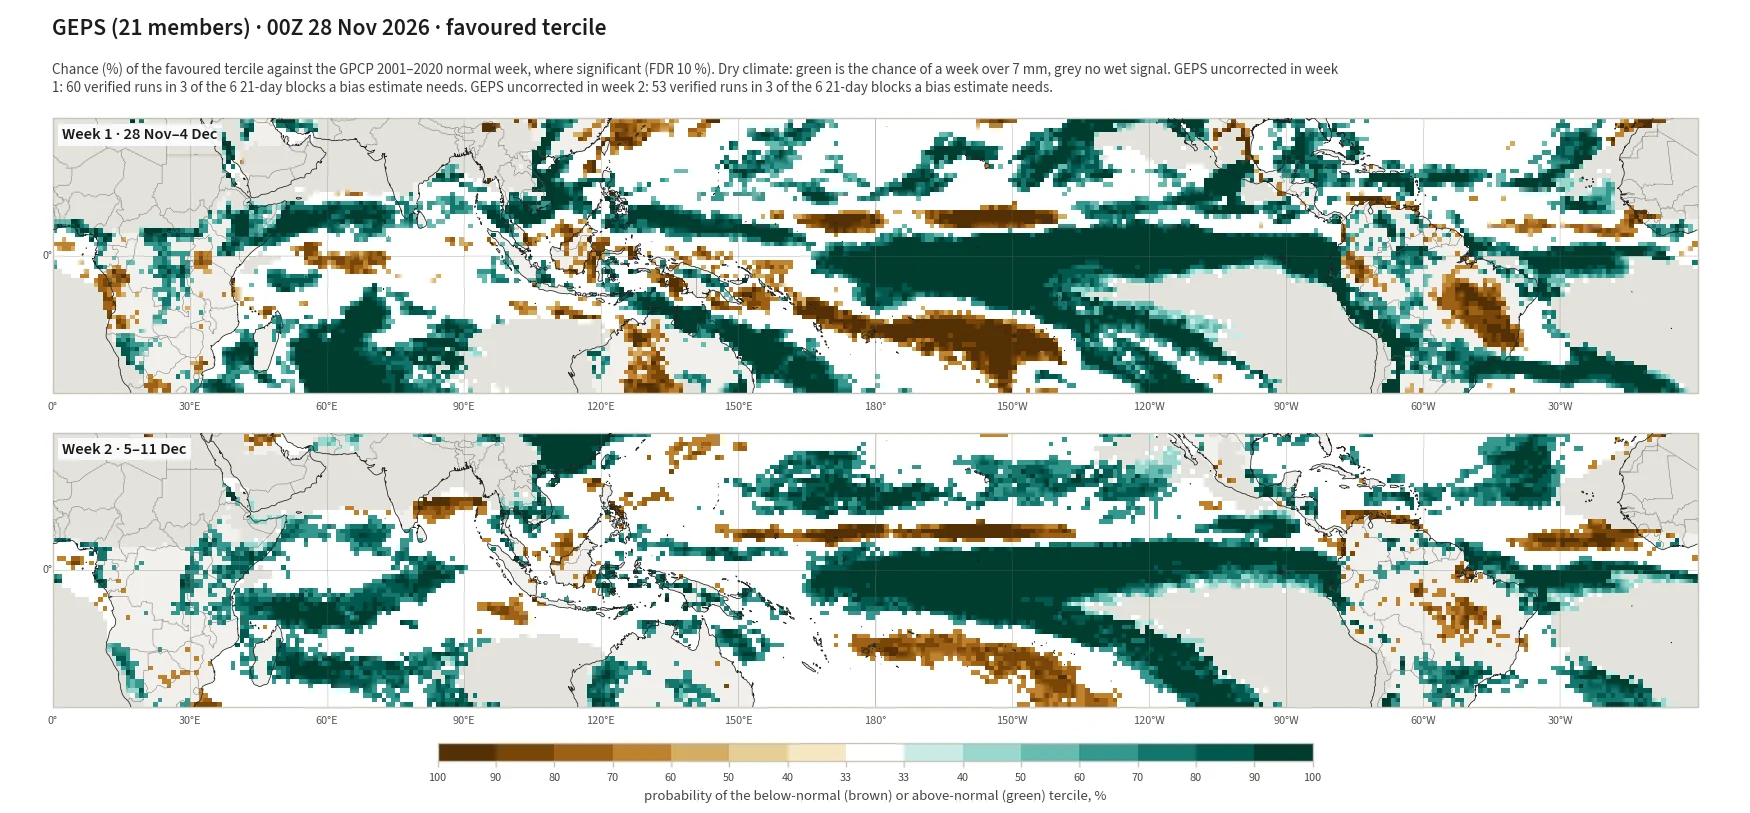 GEPS (21 members) · 00Z 28 Nov 2026 · favoured tercile
Chance (%) of the favoured tercile against the GPCP 2001–2020 normal week, where significant (FDR 10 %). Dry climate: green is the chance of a week over 7 mm, grey no wet signal. GEPS uncorrected in week
1: 60 verified runs in 3 of the 6 21-day blocks a bias estimate needs. GEPS uncorrected in week 2: 53 verified runs in 3 of the 6 21-day blocks a bias estimate needs.
Week 1 · 28 Nov–4 Dec
0°
0° 30°E 60°E 90°E 120°E 150°E 180° 150°W 120°W 90°W 60°W 30°W
Week 2 · 5–11 Dec
0°
0° 30°E 60°E 90°E 120°E 150°E 180° 150°W 120°W 90°W 60°W 30°W
100 90 80 70 60 50 40 33 33 40 50 60 70 80 90 100
probability of the below-normal (brown) or above-normal (green) tercile, %